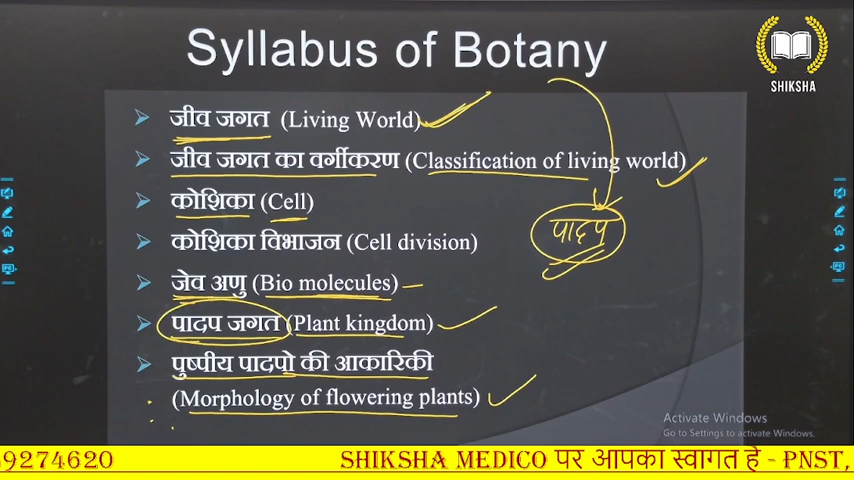 Syllabus of Botany
SHIKSHA
जीव जगत (Living World)
जीव जगत का वर्गीकरण (Classification of living world)
कोशिका (Cell)
पादप
कोशिका विभाजन (Cell division)
जेव अणु (Bio molecules)
पादप जगत (Plant kingdom)
पुष्पीय पादपो की आकारिकी
(Morphology of flowering plants)
Activate Windows
Go to Settings to activate Windows.
9274620 SHIKSHA MEDICO पर आपका स्वागत हे - PNST,